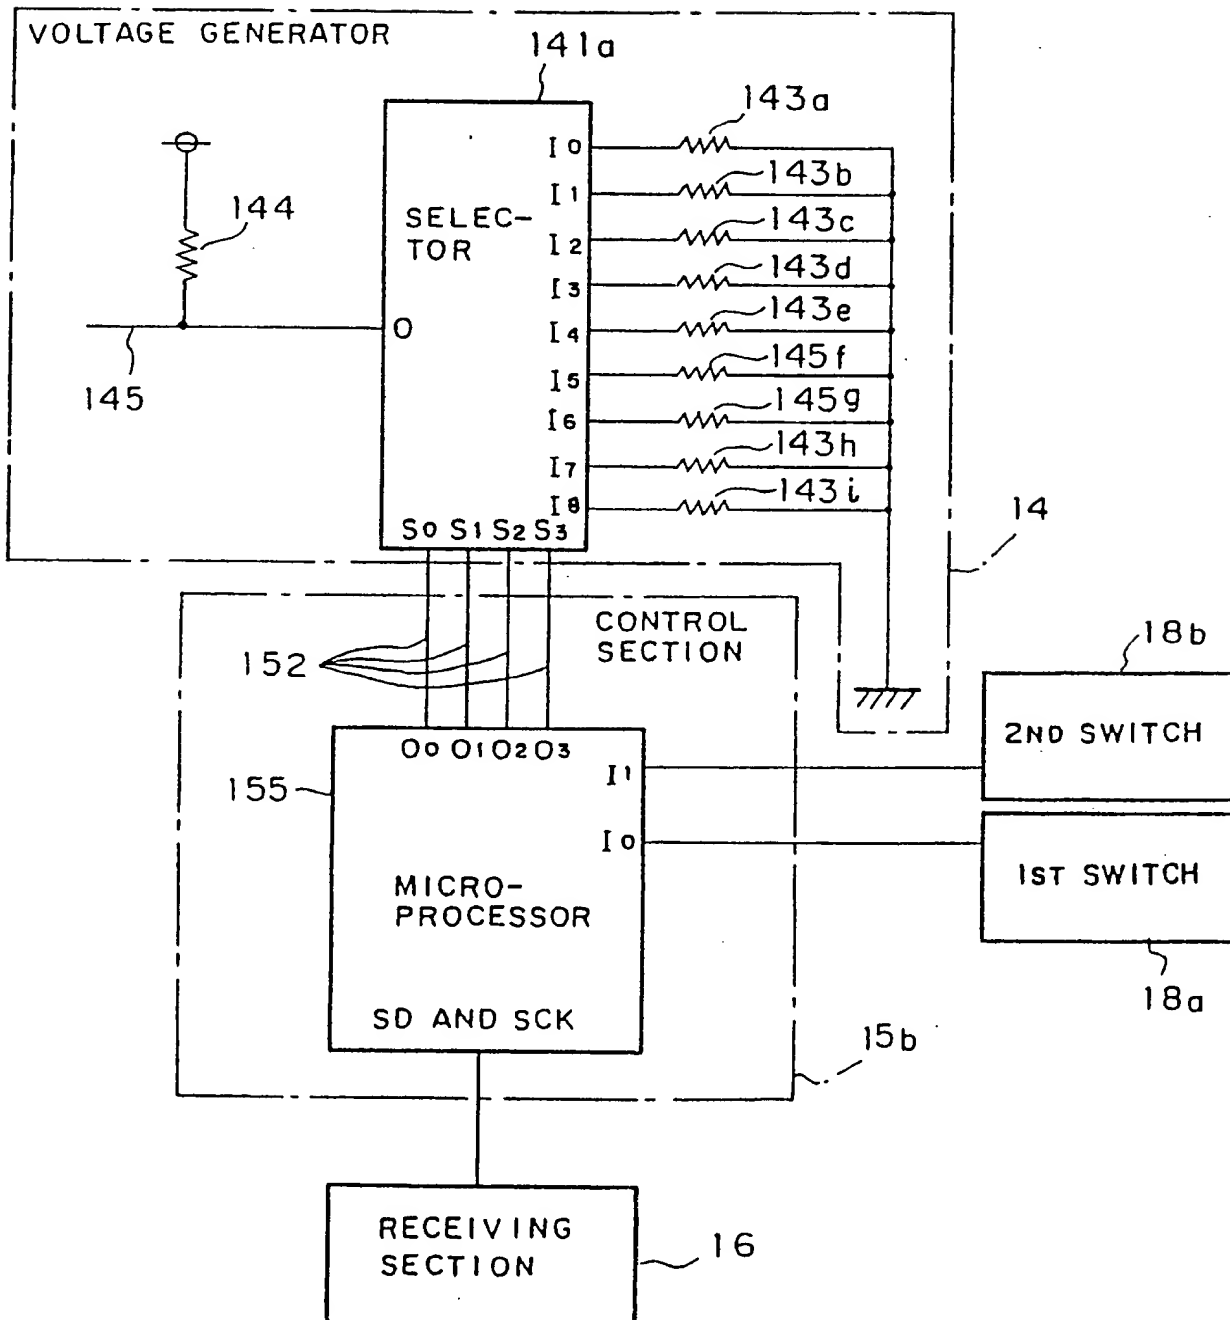 VOLTAGE GENERATOR
141a
143a
I0
143b
I1
144
SELEC-
TOR
143c
I2
143d
I3
143e
O
I4
145f
I5
145
145g
I6
143h
I7
143i
I8
S0 S1 S2 S3
14
CONTROL
SECTION
152
18b
2ND SWITCH
O0 O1 O2 O3
155
I1
I0
1ST SWITCH
MICRO-
PROCESSOR
18a
SD AND SCK
15b
RECEIVING
SECTION
16